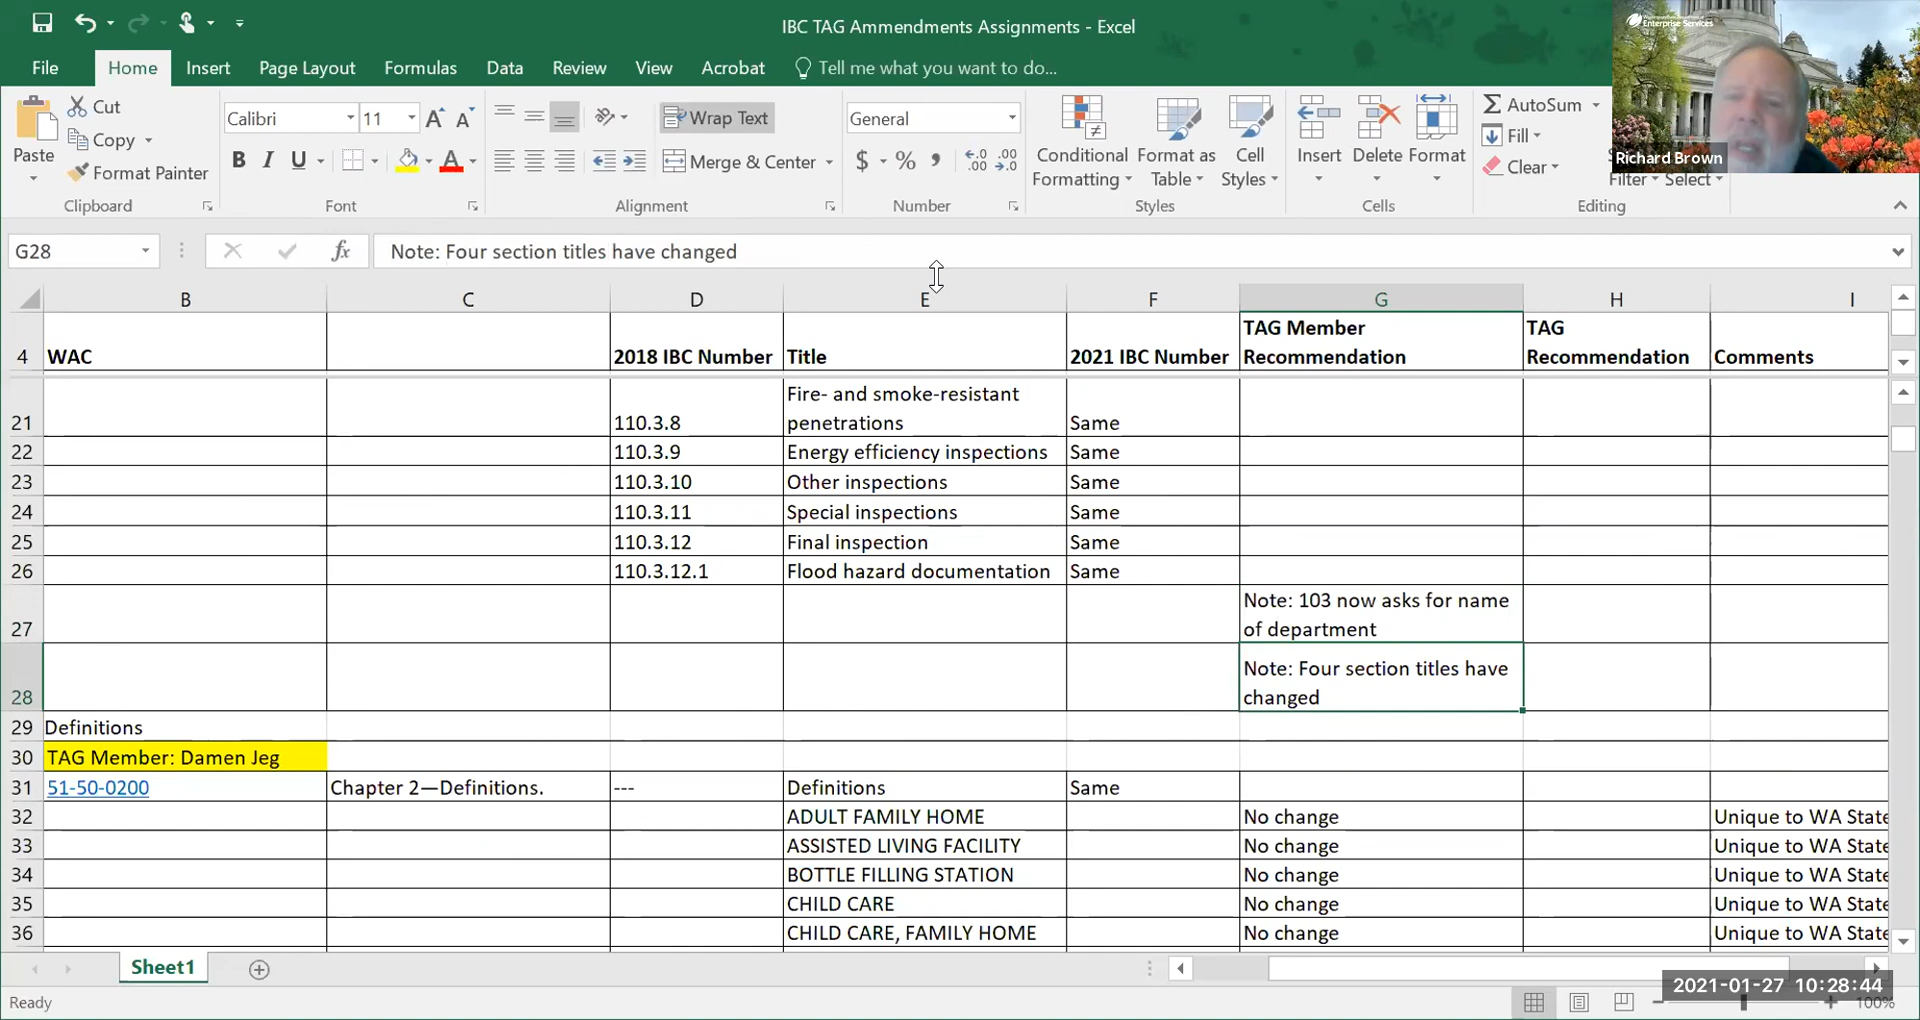 IBC TAG Ammendments Assignments - Excel
Enterprise Services
File Home Insert Page Layout Formulas Data Review View Acrobat Tell me what you want to do...
Cut
Copy
Format Painter
Paste
Clipboard
Calibri 11
B I U
Font
Wrap Text
Merge & Center
Alignment
General
$ % ,
Number
Conditional Formatting
Format as Table
Cell Styles
Styles
Insert
Delete
Format
Cells
AutoSum
Fill
Clear
Filter Select
Editing
Richard Brown
G28 fx Note: Four section titles have changed
B C D E F G H I
4 WAC 2018 IBC Number Title 2021 IBC Number TAG Member Recommendation TAG Recommendation Comments
21 110.3.8 Fire- and smoke-resistant penetrations Same
22 110.3.9 Energy efficiency inspections Same
23 110.3.10 Other inspections Same
24 110.3.11 Special inspections Same
25 110.3.12 Final inspection Same
26 110.3.12.1 Flood hazard documentation Same
27 Note: 103 now asks for name of department
28 Note: Four section titles have changed
29 Definitions
30 TAG Member: Damen Jeg
31 51-50-0200 Chapter 2—Definitions. --- Definitions Same
32 ADULT FAMILY HOME No change Unique to WA State
33 ASSISTED LIVING FACILITY No change Unique to WA State
34 BOTTLE FILLING STATION No change Unique to WA State
35 CHILD CARE No change Unique to WA State
36 CHILD CARE, FAMILY HOME No change Unique to WA State
Sheet1
2021-01-27 10:28:44
Ready
100%